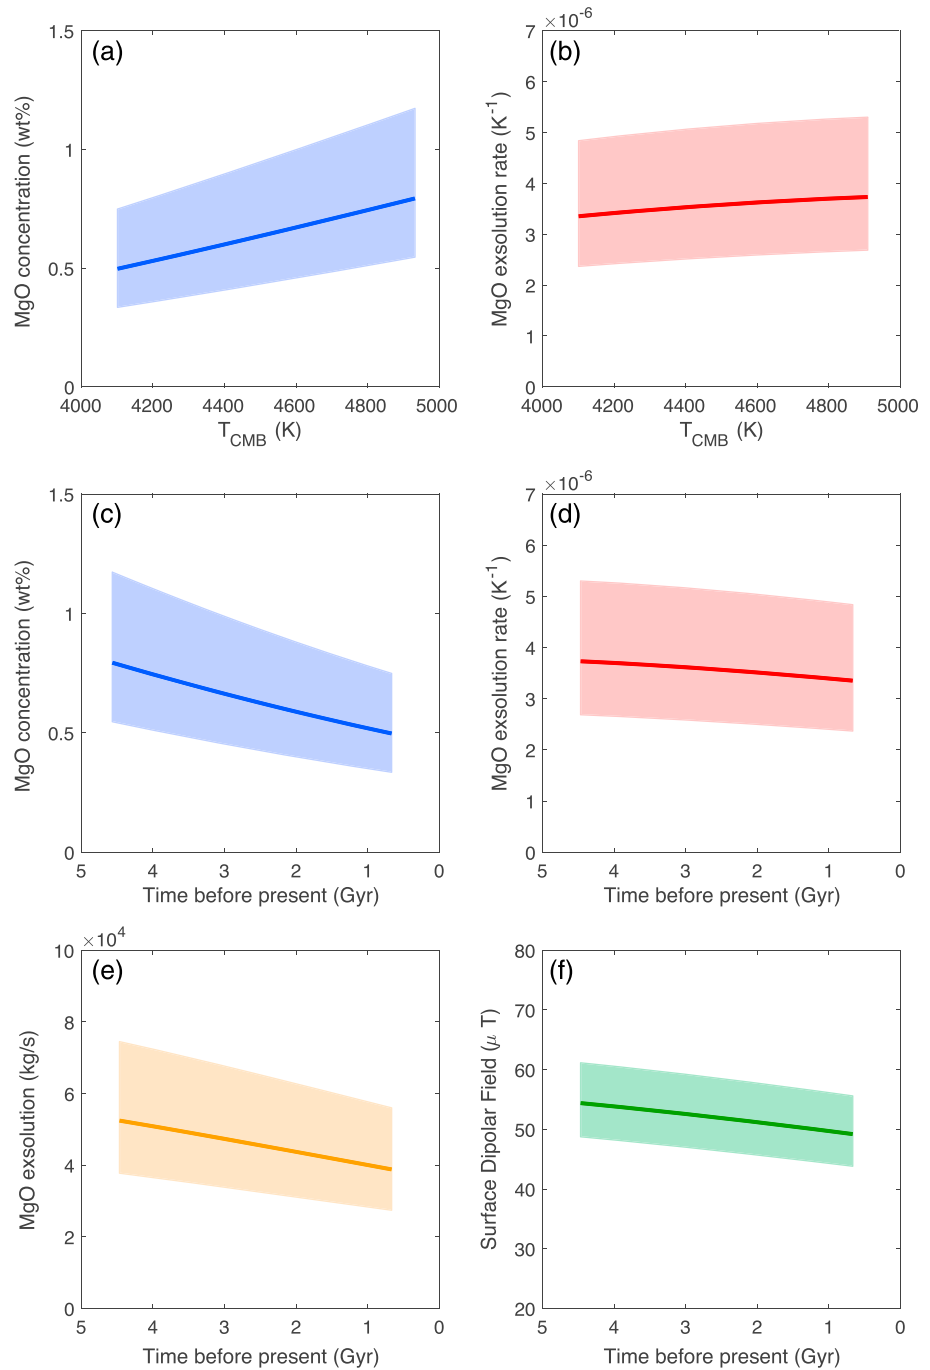 (a)
MgO concentration (wt%)
1.5
1
0.5
0
4000 4200 4400 4600 4800 5000
T_CMB (K)
(b)
×10^-6
MgO exsolution rate (K^-1)
7
6
5
4
3
2
1
0
4000 4200 4400 4600 4800 5000
T_CMB (K)
(c)
MgO concentration (wt%)
1.5
1
0.5
0
5 4 3 2 1 0
Time before present (Gyr)
(d)
×10^-6
MgO exsolution rate (K^-1)
7
6
5
4
3
2
1
0
5 4 3 2 1 0
Time before present (Gyr)
(e)
×10^4
MgO exsolution (kg/s)
10
8
6
4
2
0
5 4 3 2 1 0
Time before present (Gyr)
(f)
Surface Dipolar Field (μ T)
80
70
60
50
40
30
20
5 4 3 2 1 0
Time before present (Gyr)